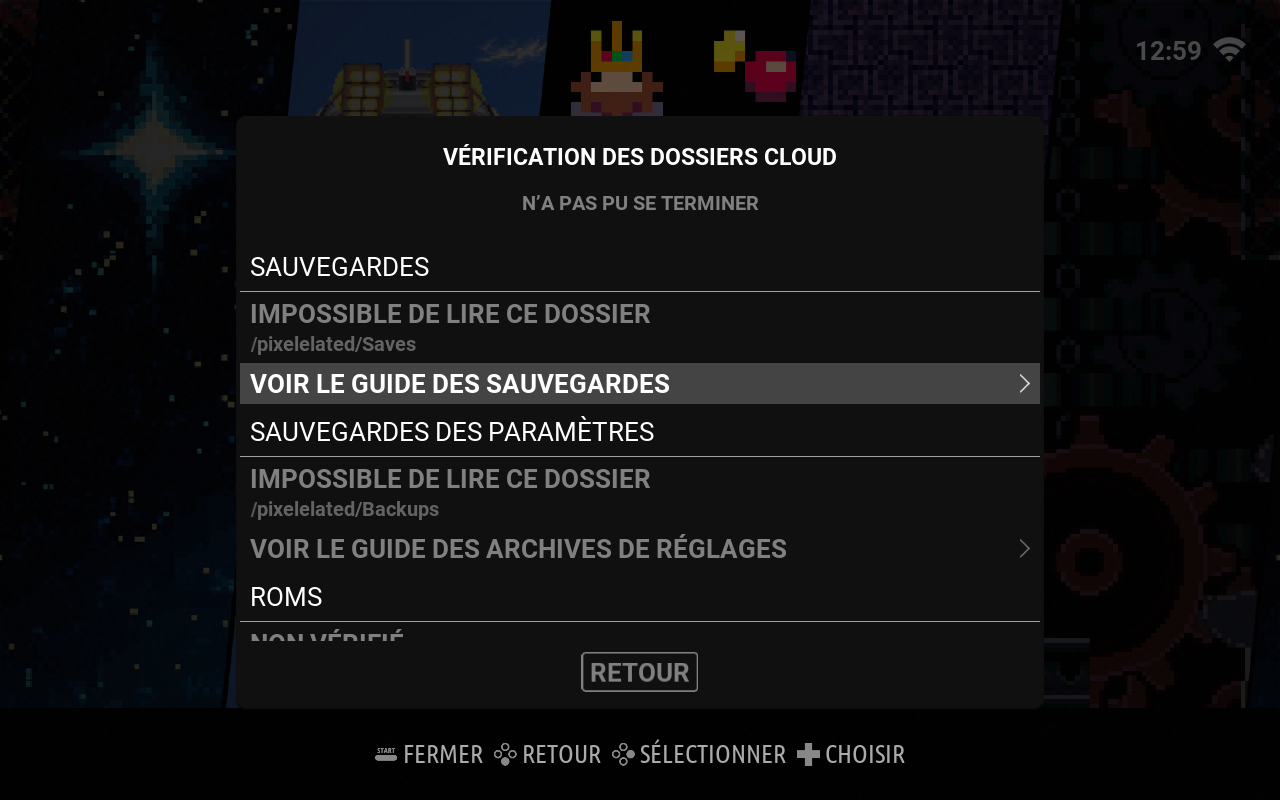 12:59
VÉRIFICATION DES DOSSIERS CLOUD
N’A PAS PU SE TERMINER
SAUVEGARDES
IMPOSSIBLE DE LIRE CE DOSSIER
/pixelelated/Saves
VOIR LE GUIDE DES SAUVEGARDES
SAUVEGARDES DES PARAMÈTRES
IMPOSSIBLE DE LIRE CE DOSSIER
/pixelelated/Backups
VOIR LE GUIDE DES ARCHIVES DE RÉGLAGES
ROMS
NON VÉRIFIÉ
RETOUR
START FERMER RETOUR SÉLECTIONNER CHOISIR